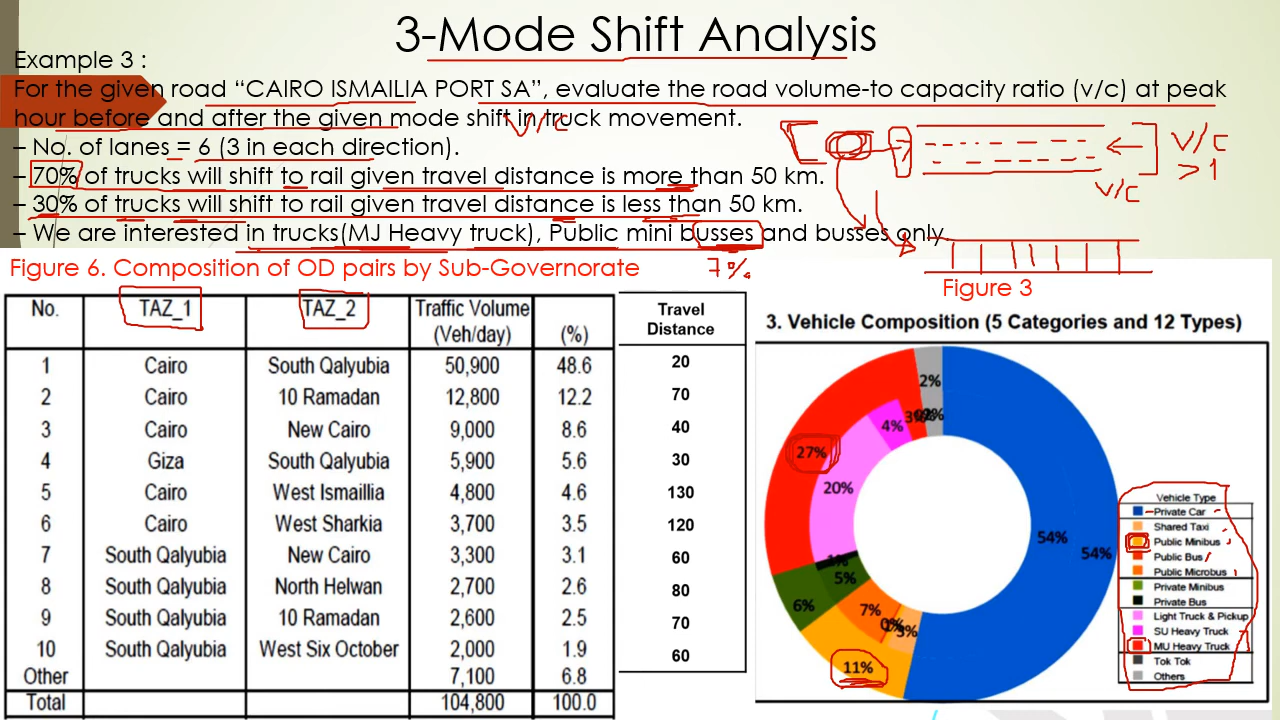 3-Mode Shift Analysis
Example 3 :
For the given road “CAIRO ISMAILIA PORT SA”, evaluate the road volume-to capacity ratio (v/c) at peak
hour before and after the given mode shift in truck movement.
V/C
– No. of lanes = 6 (3 in each direction).
– 70% of trucks will shift to rail given travel distance is more than 50 km.
– 30% of trucks will shift to rail given travel distance is less than 50 km.
– We are interested in trucks(MJ Heavy truck), Public mini busses and busses only
V/C
>1
V/C
7%
Figure 6. Composition of OD pairs by Sub-Governorate
Figure 3
No. TAZ_1 TAZ_2 Traffic Volume (Veh/day) (%) Travel Distance
1 Cairo South Qalyubia 50,900 48.6 20
2 Cairo 10 Ramadan 12,800 12.2 70
3 Cairo New Cairo 9,000 8.6 40
4 Giza South Qalyubia 5,900 5.6 30
5 Cairo West Ismaillia 4,800 4.6 130
6 Cairo West Sharkia 3,700 3.5 120
7 South Qalyubia New Cairo 3,300 3.1 60
8 South Qalyubia North Helwan 2,700 2.6 80
9 South Qalyubia 10 Ramadan 2,600 2.5 70
10 South Qalyubia West Six October 2,000 1.9 60
Other 7,100 6.8
Total 104,800 100.0
3. Vehicle Composition (5 Categories and 12 Types)
2%
4% 3%
27%
20%
54% 54%
5%
6%
7%
3%
11%
Vehicle Type
Private Car
Shared Taxi
Public Minibus
Public Bus
Public Microbus
Private Minibus
Private Bus
Light Truck & Pickup
SU Heavy Truck
MU Heavy Truck
Tok Tok
Others